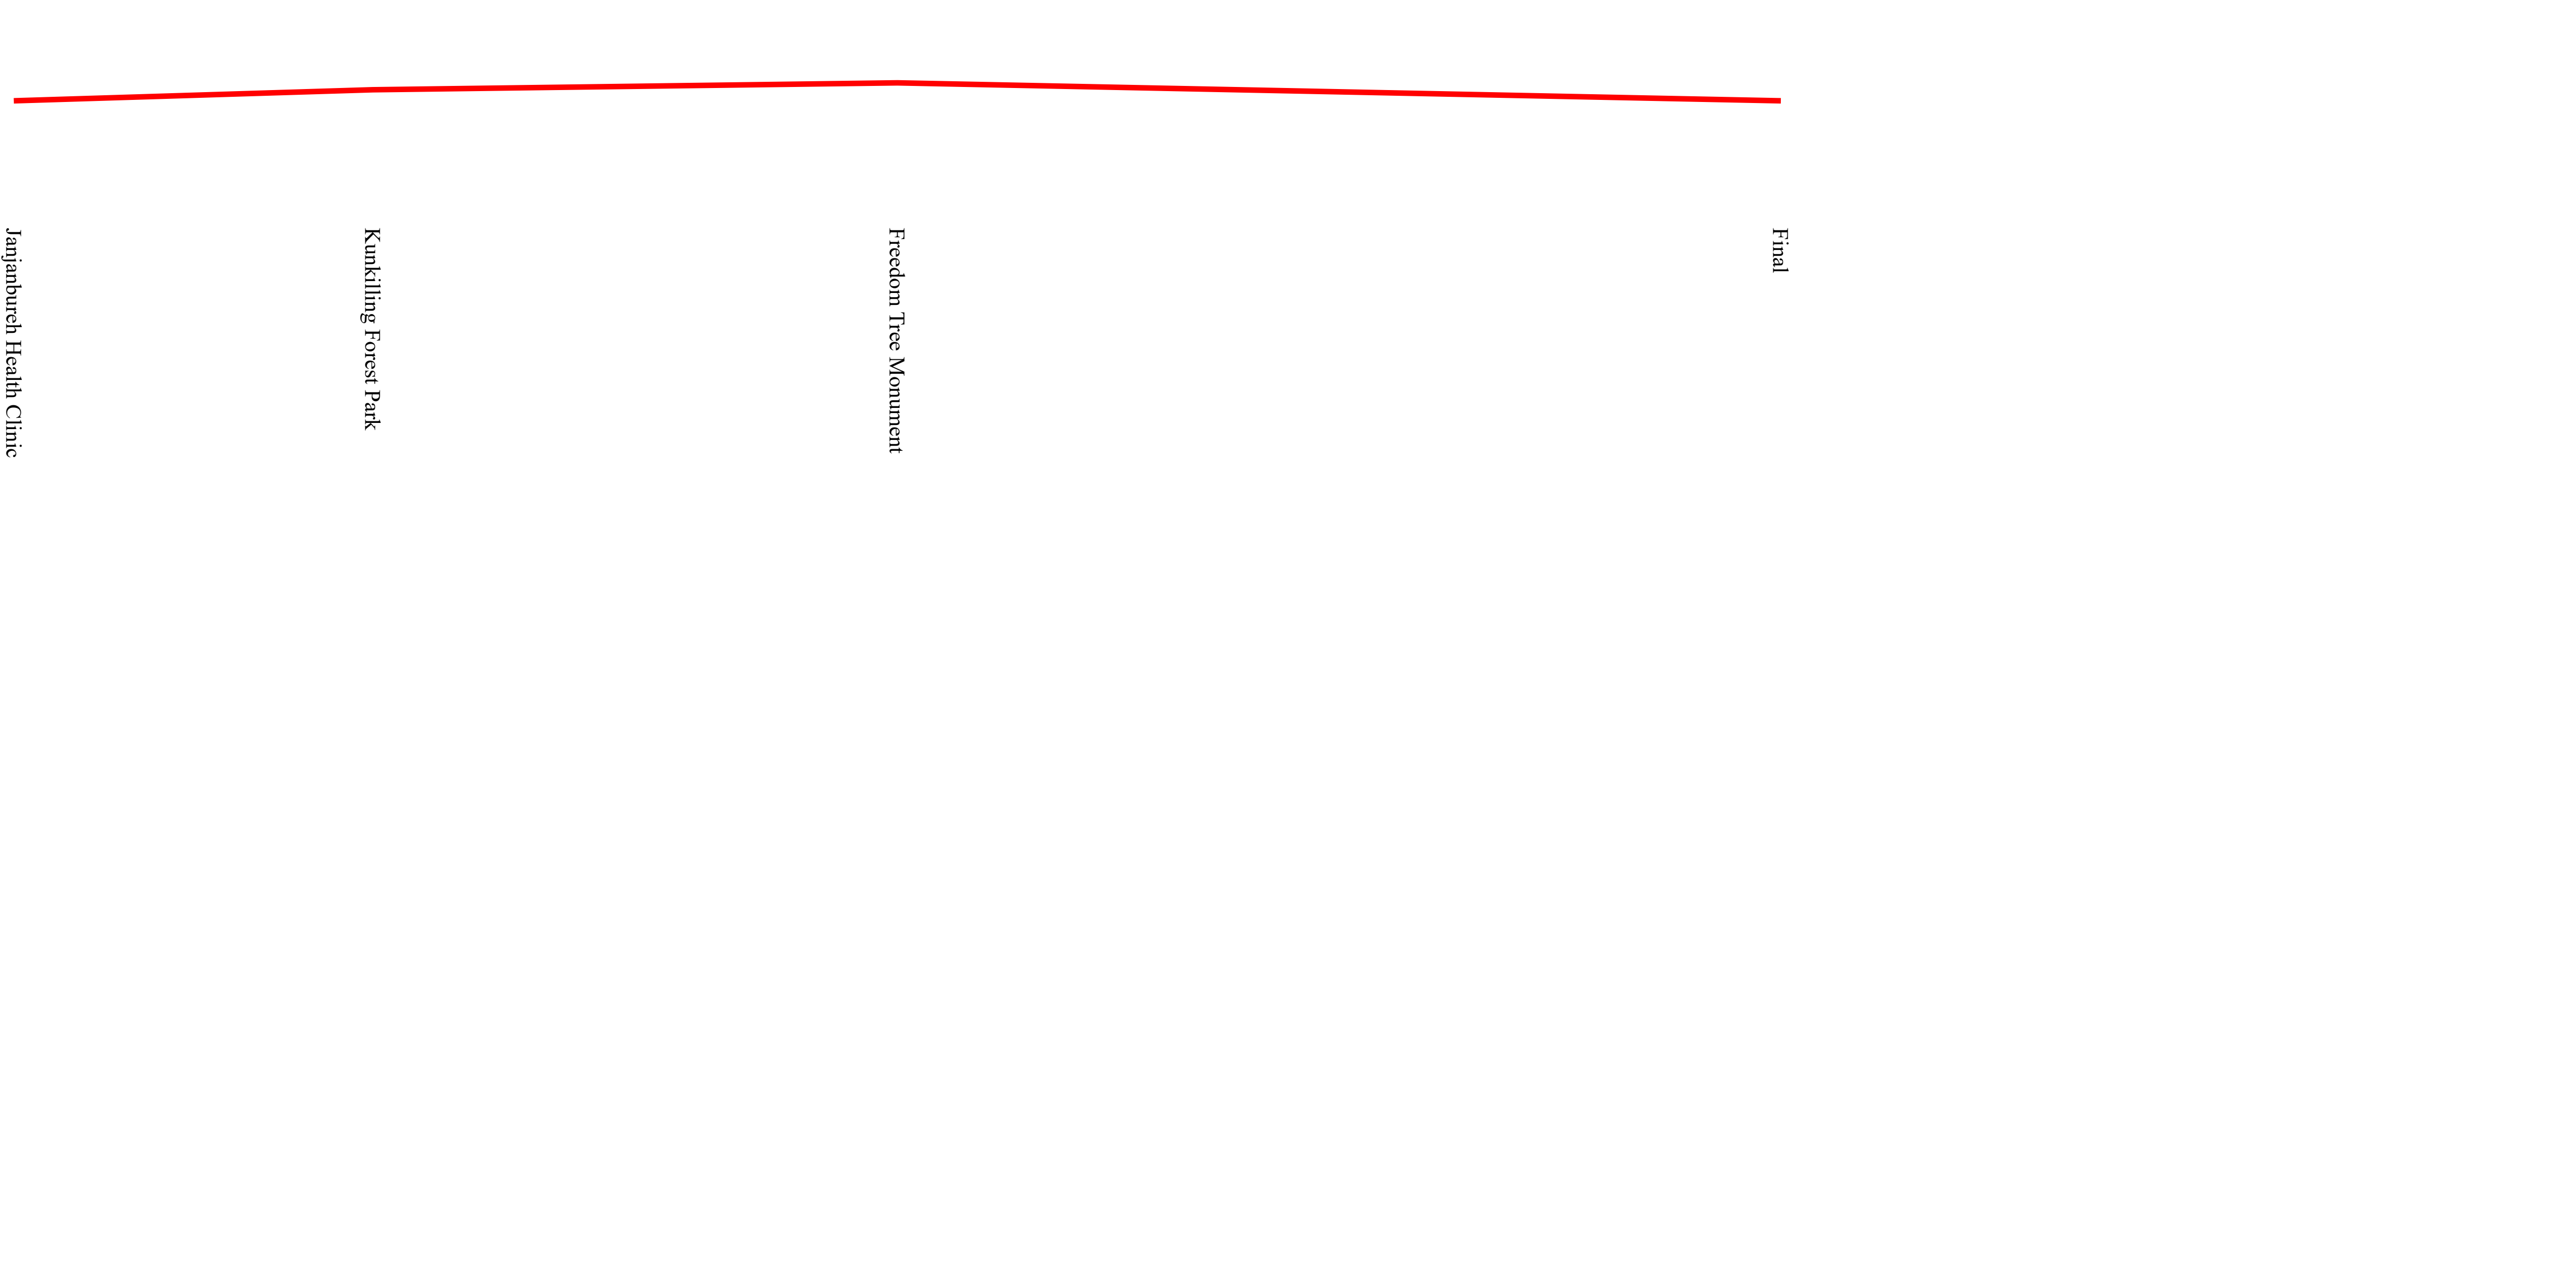 Janjanbureh Health Clinic
Kunkilling Forest Park
Freedom Tree Monument
Final